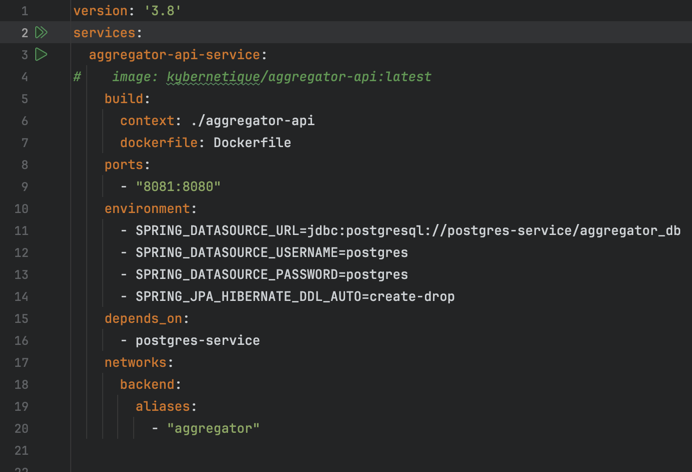 1 version: '3.8'
2 services:
3   aggregator-api-service:
4 #    image: kybernetique/aggregator-api:latest
5     build:
6       context: ./aggregator-api
7       dockerfile: Dockerfile
8     ports:
9       - "8081:8080"
10     environment:
11       - SPRING_DATASOURCE_URL=jdbc:postgresql://postgres-service/aggregator_db
12       - SPRING_DATASOURCE_USERNAME=postgres
13       - SPRING_DATASOURCE_PASSWORD=postgres
14       - SPRING_JPA_HIBERNATE_DDL_AUTO=create-drop
15     depends_on:
16       - postgres-service
17     networks:
18       backend:
19         aliases:
20           - "aggregator"
21